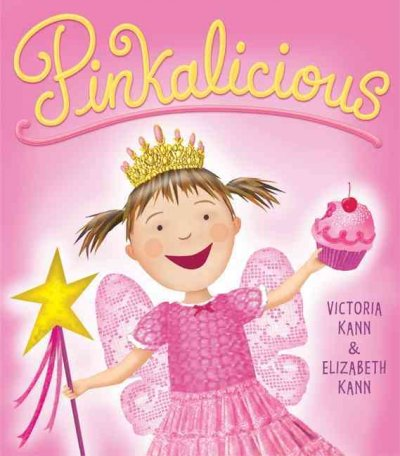 Pinkalicious
VICTORIA
KANN
&
ELIZABETH
KANN